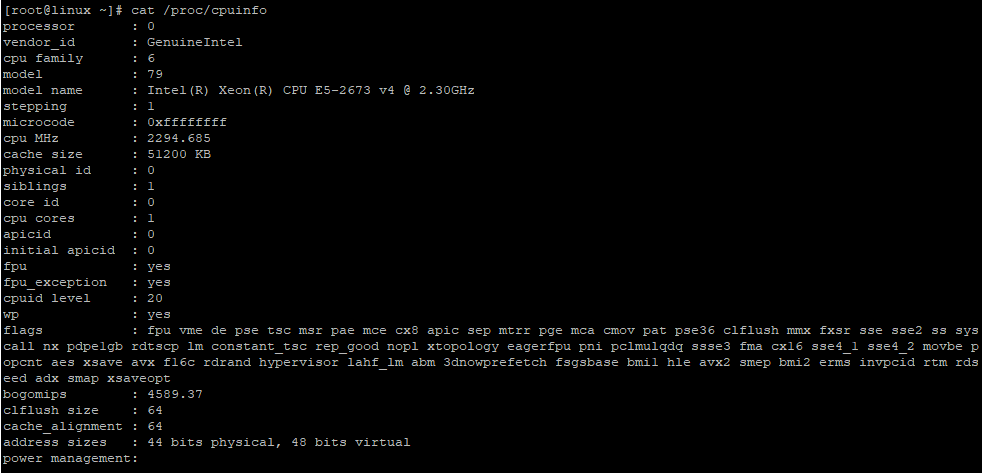 [root@linux ~]# cat /proc/cpuinfo
processor       : 0
vendor_id       : GenuineIntel
cpu family      : 6
model           : 79
model name      : Intel(R) Xeon(R) CPU E5-2673 v4 @ 2.30GHz
stepping        : 1
microcode       : 0xffffffff
cpu MHz         : 2294.685
cache size      : 51200 KB
physical id     : 0
siblings        : 1
core id         : 0
cpu cores       : 1
apicid          : 0
initial apicid  : 0
fpu             : yes
fpu_exception   : yes
cpuid level     : 20
wp              : yes
flags           : fpu vme de pse tsc msr pae mce cx8 apic sep mtrr pge mca cmov pat pse36 clflush mmx fxsr sse sse2 ss sys
call nx pdpe1gb rdtscp lm constant_tsc rep_good nopl xtopology eagerfpu pni pclmulqdq ssse3 fma cx16 sse4_1 sse4_2 movbe p
opcnt aes xsave avx f16c rdrand hypervisor lahf_lm abm 3dnowprefetch fsgsbase bmi1 hle avx2 smep bmi2 erms invpcid rtm rds
eed adx smap xsaveopt
bogomips        : 4589.37
clflush size    : 64
cache_alignment : 64
address sizes   : 44 bits physical, 48 bits virtual
power management: